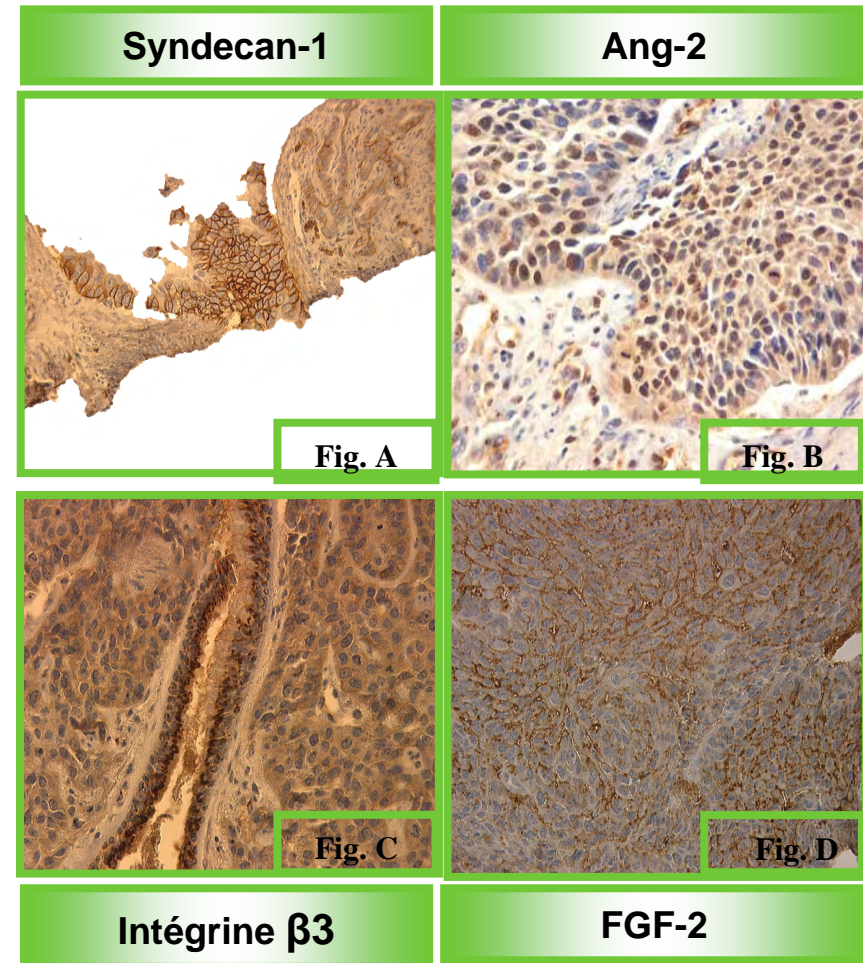 Syndecan-1
Ang-2
Fig. A
Fig. B
Fig. C
Fig. D
Intégrine β3
FGF-2